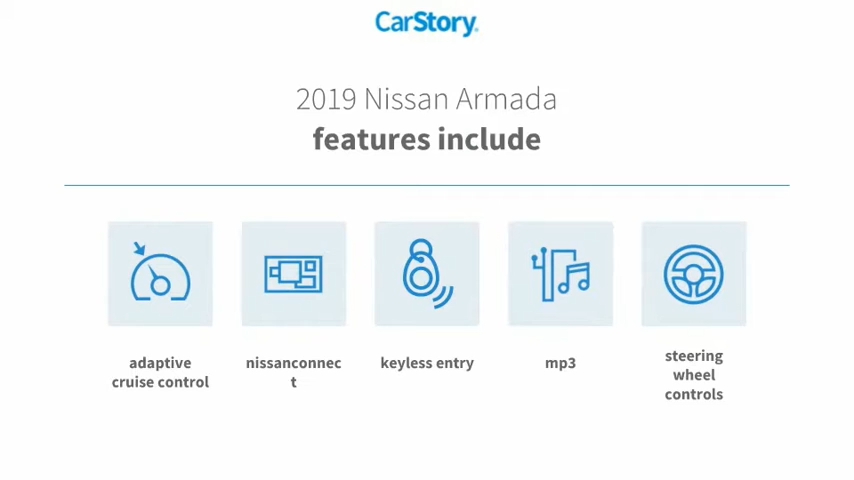 CarStory.
2019 Nissan Armada
features include
adaptive
cruise control
nissanconnec
t
keyless entry
mp3
steering
wheel
controls